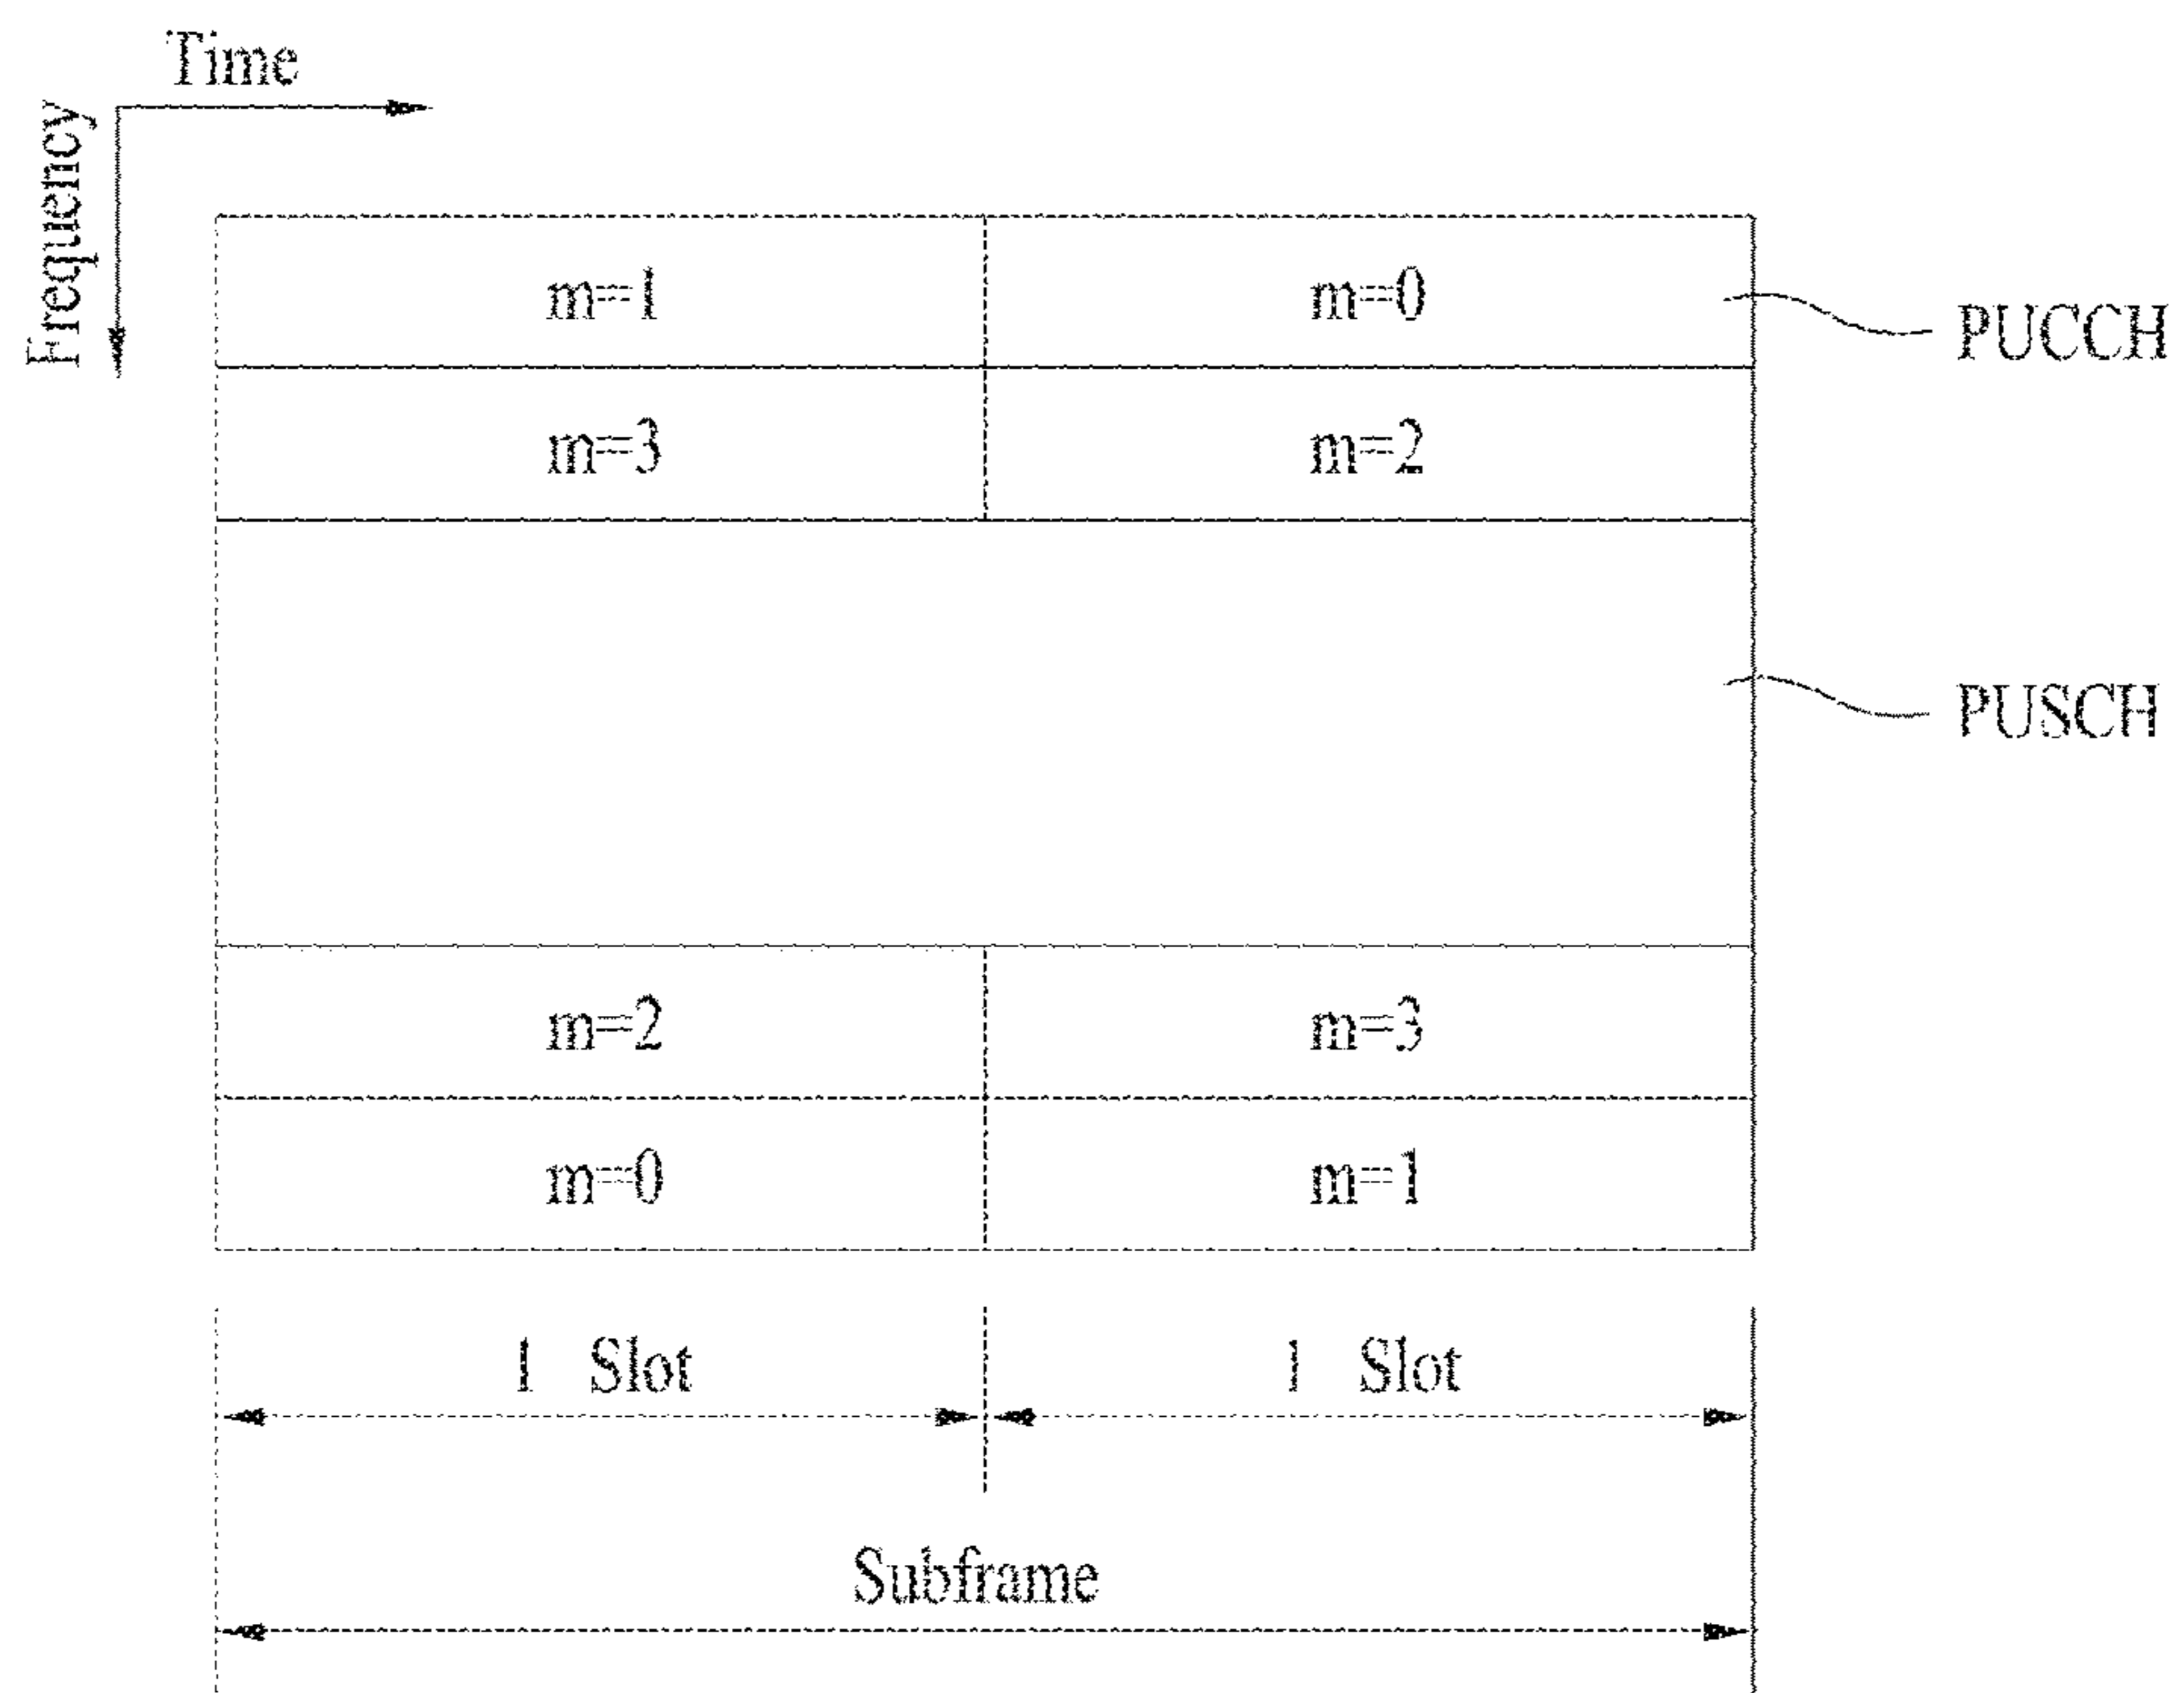 Time
Frequency
m=1 m=0
PUCCH
m=3 m=2
PUSCH
m=2 m=3
m=0 m=1
1 Slot 1 Slot
Subframe